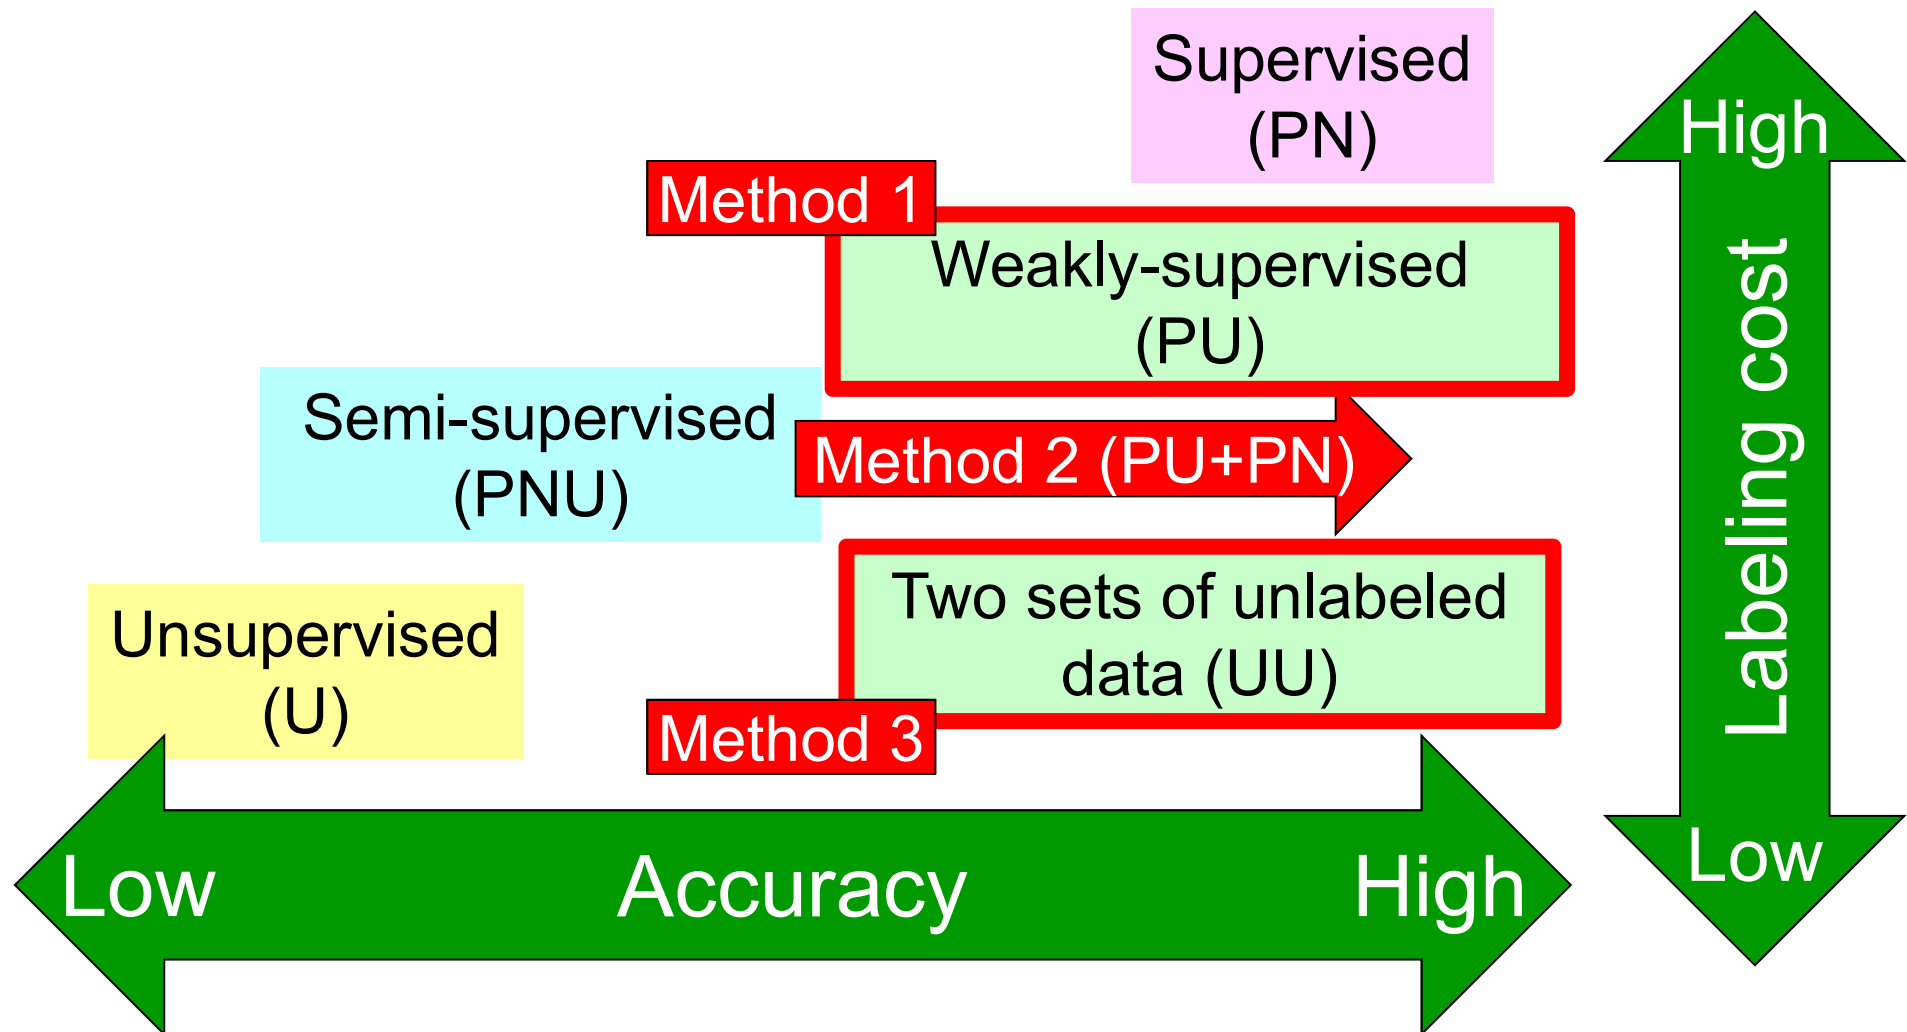 Supervised
(PN)
High
Method 1
Weakly-supervised
(PU)
Semi-supervised
(PNU)
Method 2 (PU+PN)
Labeling cost
Two sets of unlabeled
data (UU)
Unsupervised
(U)
Method 3
Low
Low
Accuracy
High